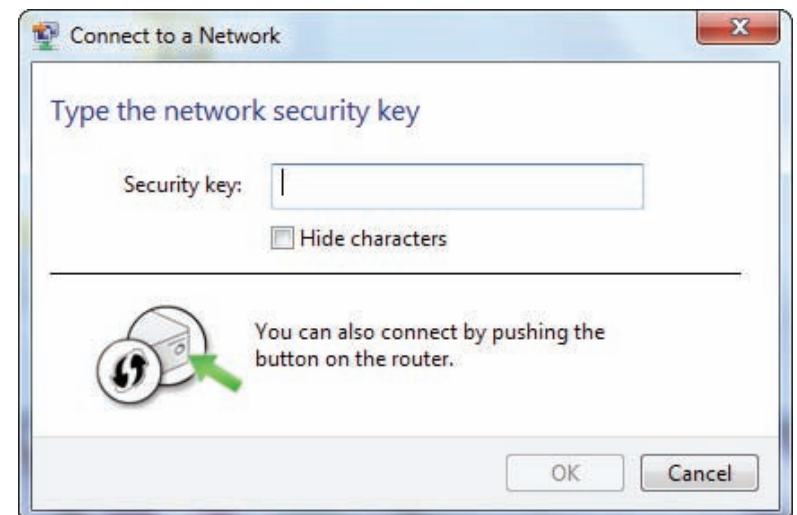 Connect to a Network
Type the network security key
Security key:
Hide characters
You can also connect by pushing the
button on the router.
OK
Cancel